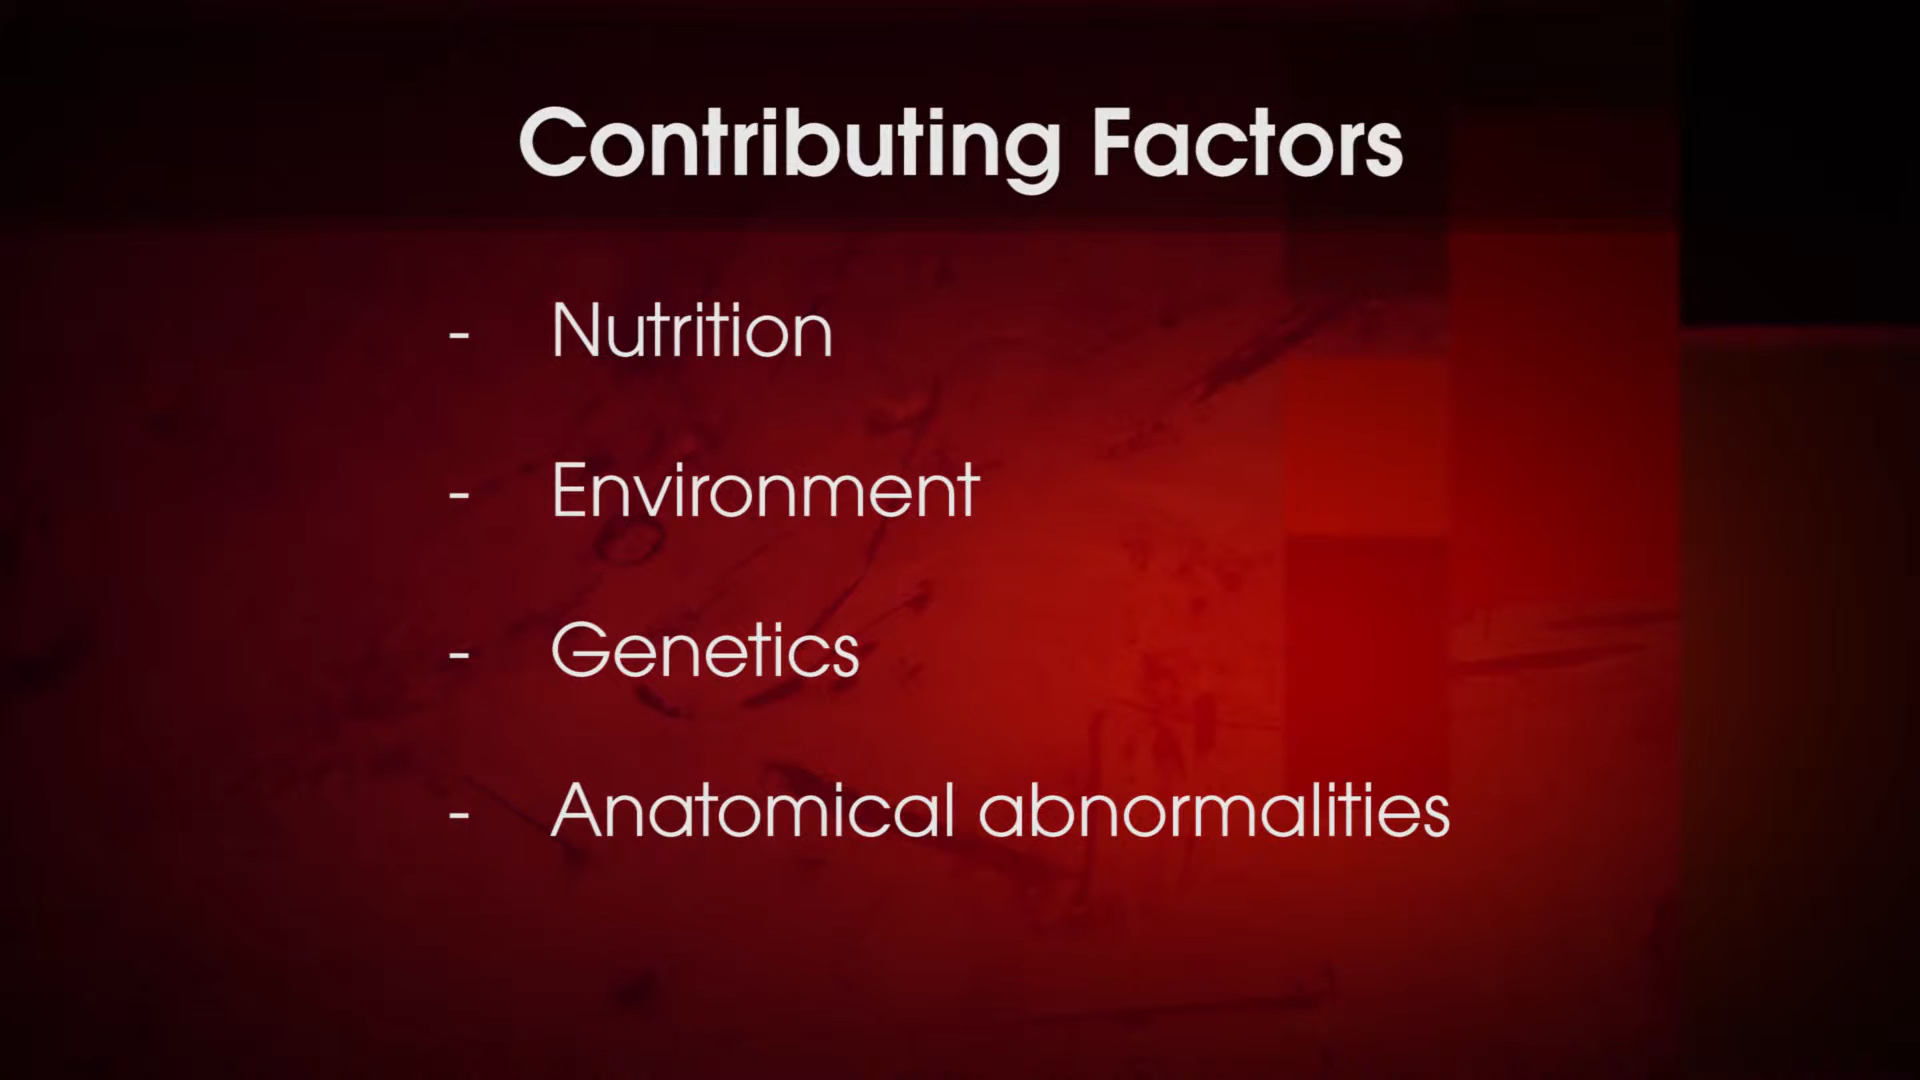 Contributing Factors
- Nutrition
- Environment
- Genetics
- Anatomical abnormalities